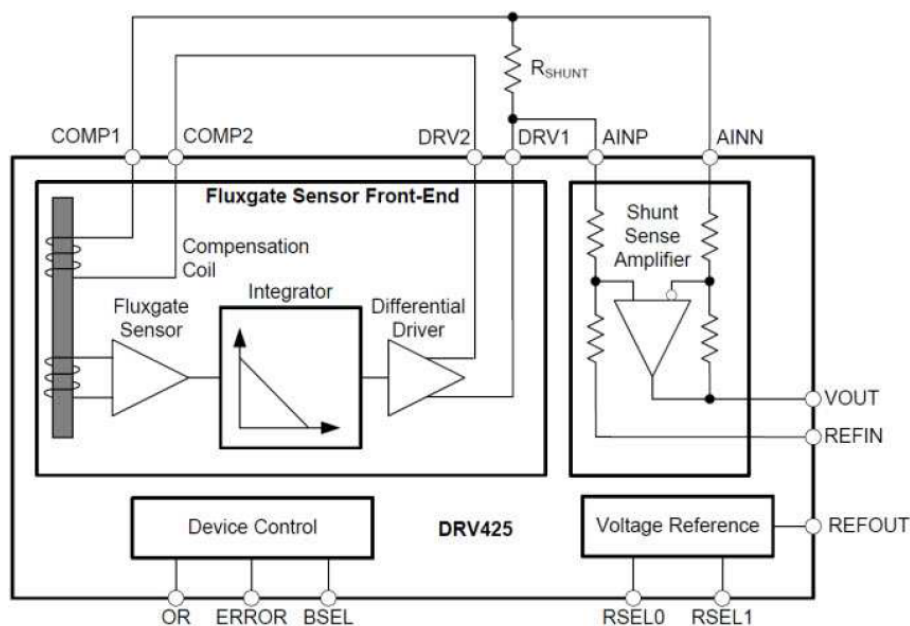 R SHUNT
COMP1 COMP2 DRV2 DRV1 AINP AINN
Fluxgate Sensor Front-End
Shunt
Sense
Amplifier
Compensation
Coil
Integrator
Fluxgate
Sensor
Differential
Driver
VOUT
REFIN
Device Control
DRV425
Voltage Reference
REFOUT
OR ERROR BSEL RSEL0 RSEL1